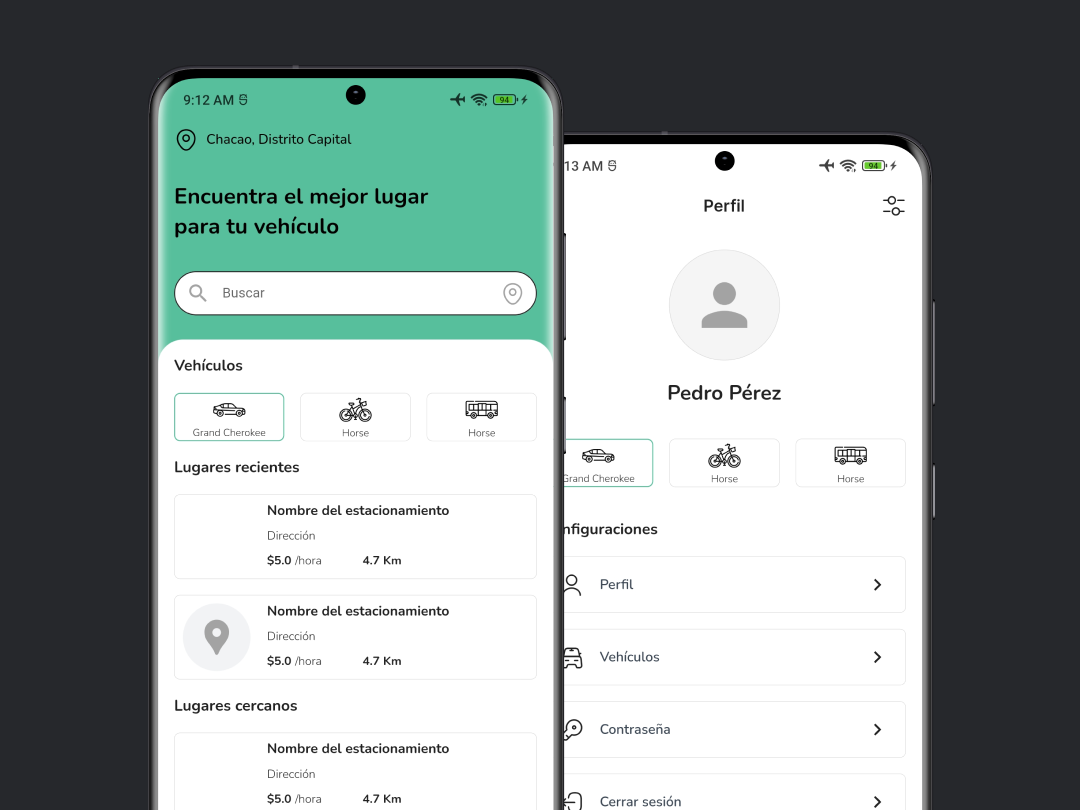 9:12 AM
94
Chacao, Distrito Capital
Encuentra el mejor lugar
para tu vehículo
Buscar
Vehículos
Grand Cherokee
Horse
Horse
Lugares recientes
Nombre del estacionamiento
Dirección
$5.0 /hora 4.7 Km
Nombre del estacionamiento
Dirección
$5.0 /hora 4.7 Km
Lugares cercanos
Nombre del estacionamiento
Dirección
$5.0 /hora 4.7 Km
13 AM
94
Perfil
Pedro Pérez
Grand Cherokee
Horse
Horse
nfiguraciones
Perfil
Vehículos
Contraseña
Cerrar sesión